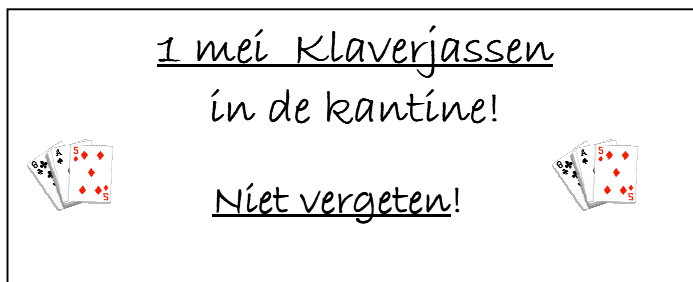 1 mei Klaverjassen
in de kantine!
Niet vergeten!